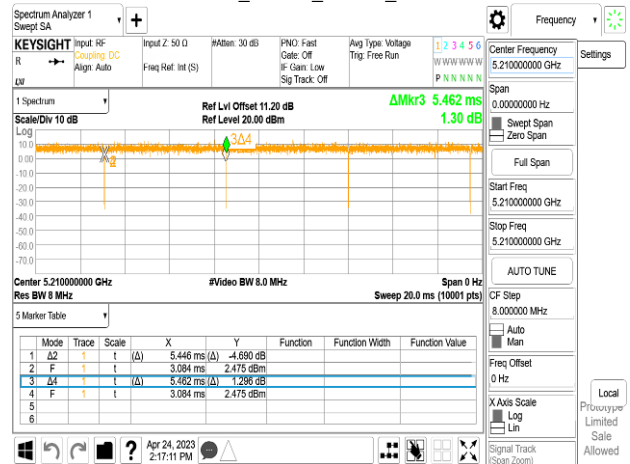 Spectrum Analyzer 1
Swept SA
Frequency
KEYSIGHT
R
Input: RF
Coupling: DC
Align: Auto
Input Z: 50 Ω
Freq Ref: Int (S)
#Atten: 30 dB
PNO: Fast
Gate: Off
IF Gain: Low
Sig Track: Off
Avg Type: Voltage
Trig: Free Run
1 2 3 4 5 6
W W W W W W
P N N N N N
1 Spectrum
Scale/Div 10 dB
Ref Lvl Offset 11.20 dB
Ref Level 20.00 dBm
ΔMkr3 5.462 ms
1.30 dB
Log
10.0
0.00
-10.0
-20.0
-30.0
-40.0
-50.0
-60.0
-70.0
3Δ4
Center 5.210000000 GHz
Res BW 8 MHz
#Video BW 8.0 MHz
Span 0 Hz
Sweep 20.0 ms (10001 pts)
5 Marker Table
Mode Trace Scale X Y Function Function Width Function Value
1 Δ2 1 t (Δ) 5.446 ms (Δ) -4.690 dB
2 F 1 t 3.084 ms 2.475 dBm
3 Δ4 1 t (Δ) 5.462 ms (Δ) 1.296 dB
4 F 1 t 3.084 ms 2.475 dBm
5
6
Apr 24, 2023
2:17:11 PM
Center Frequency
5.210000000 GHz
Settings
Span
0.00000000 Hz
Swept Span
Zero Span
Full Span
Start Freq
5.210000000 GHz
Stop Freq
5.210000000 GHz
AUTO TUNE
CF Step
8.000000 MHz
Auto
Man
Freq Offset
0 Hz
X Axis Scale
Log
Lin
Signal Track
(Span Zoom)
Local
Prototype
Limited
Sale
Allowed